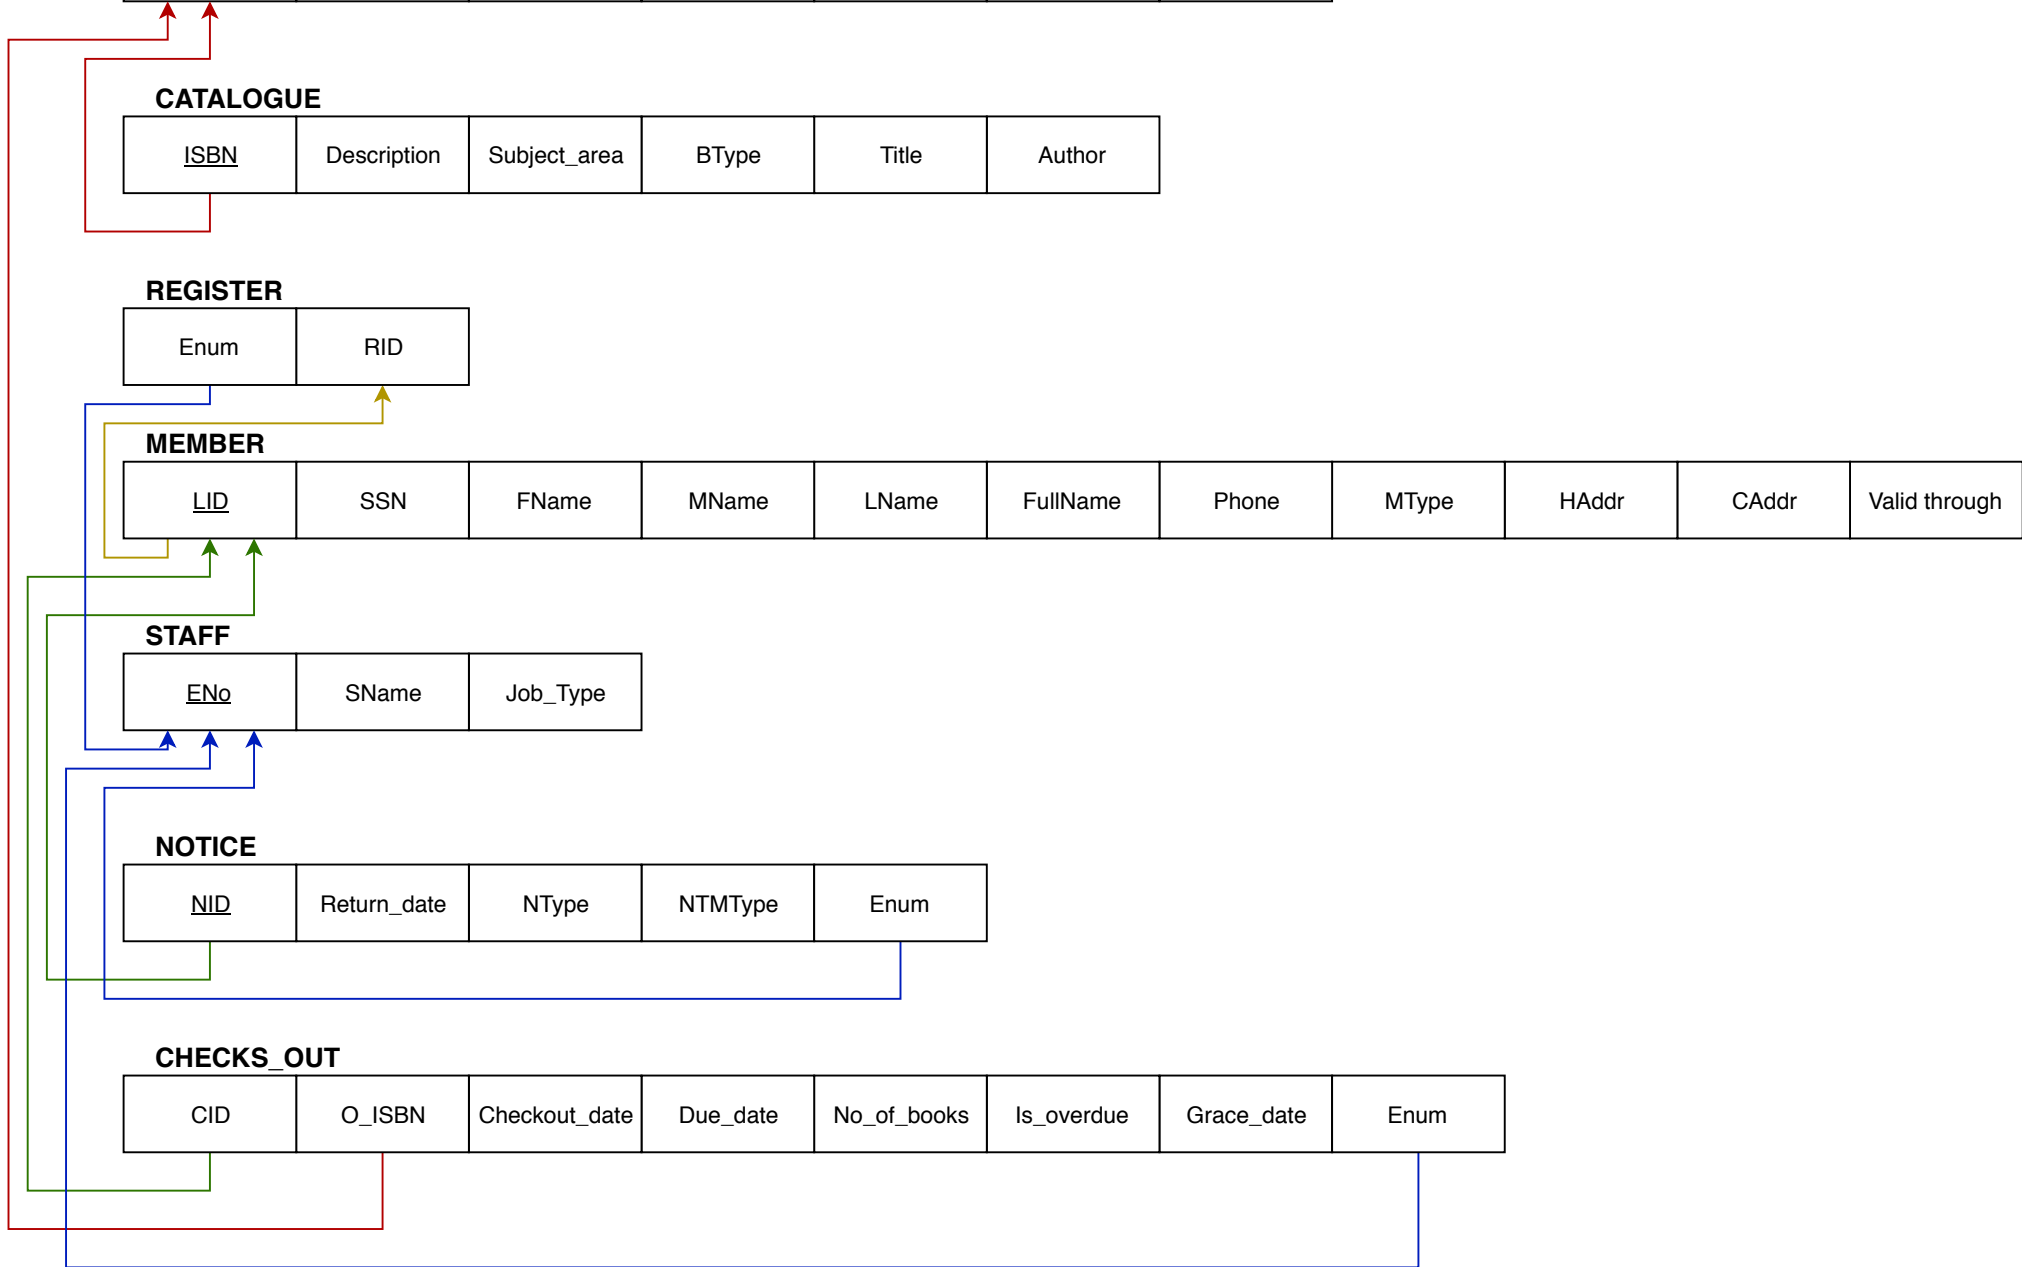 CATALOGUE
ISBN Description Subject_area BType Title Author
REGISTER
Enum RID
MEMBER
LID SSN FName MName LName FullName Phone MType HAddr CAddr Valid through
STAFF
ENo SName Job_Type
NOTICE
NID Return_date NType NTMType Enum
CHECKS_OUT
CID O_ISBN Checkout_date Due_date No_of_books Is_overdue Grace_date Enum